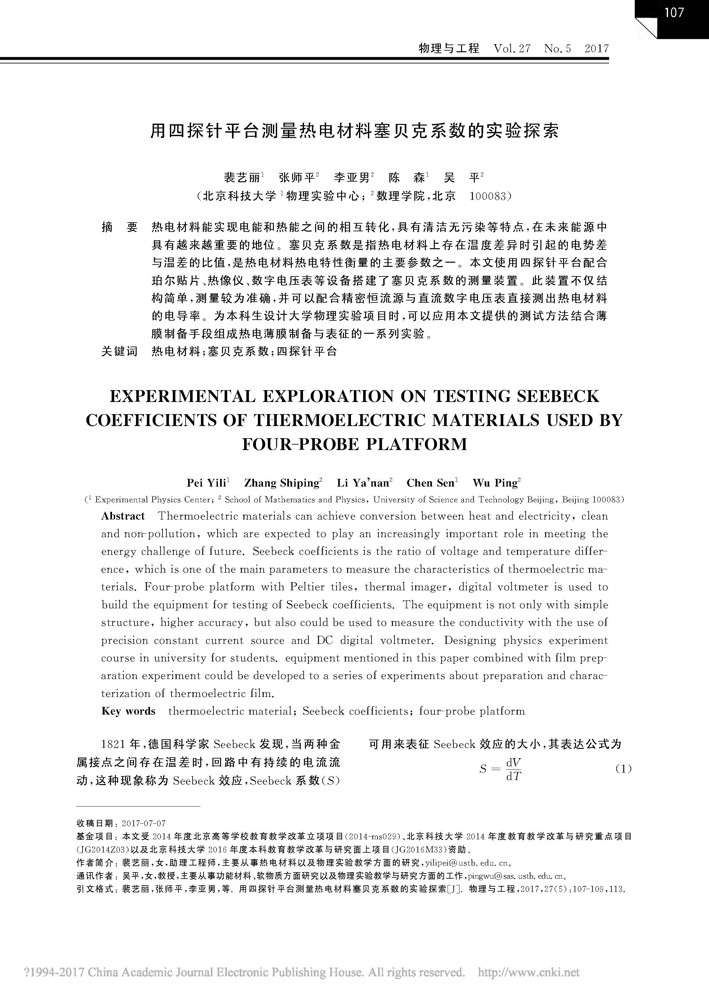 107
物理与工程 Vol. 27 No. 5 2017
用四探针平台测量热电材料塞贝克系数的实验探索
裴艺丽¹ 张师平² 李亚男² 陈 森¹ 吴 平²
(北京科技大学 ¹物理实验中心; ²数理学院,北京 100083)
摘 要 热电材料能实现电能和热能之间的相互转化,具有清洁无污染等特点,在未来能源中
具有越来越重要的地位。塞贝克系数是指热电材料上存在温度差异时引起的电势差
与温差的比值,是热电材料热电特性衡量的主要参数之一。本文使用四探针平台配合
珀尔贴片、热像仪、数字电压表等设备搭建了塞贝克系数的测量装置。此装置不仅结
构简单,测量较为准确,并可以配合精密恒流源与直流数字电压表直接测出热电材料
的电导率。为本科生设计大学物理实验项目时,可以应用本文提供的测试方法结合薄
膜制备手段组成热电薄膜制备与表征的一系列实验。
关键词 热电材料;塞贝克系数;四探针平台
EXPERIMENTAL EXPLORATION ON TESTING SEEBECK
COEFFICIENTS OF THERMOELECTRIC MATERIALS USED BY
FOUR-PROBE PLATFORM
Pei Yili¹ Zhang Shiping² Li Ya'nan² Chen Sen¹ Wu Ping²
(¹ Experimental Physics Center; ² School of Mathematics and Physics, University of Science and Technology Beijing, Beijing 100083)
Abstract Thermoelectric materials can achieve conversion between heat and electricity, clean
and non-pollution, which are expected to play an increasingly important role in meeting the
energy challenge of future. Seebeck coefficients is the ratio of voltage and temperature differ-
ence, which is one of the main parameters to measure the characteristics of thermoelectric ma-
terials. Four-probe platform with Peltier tiles, thermal imager, digital voltmeter is used to
build the equipment for testing of Seebeck coefficients. The equipment is not only with simple
structure, higher accuracy, but also could be used to measure the conductivity with the use of
precision constant current source and DC digital voltmeter. Designing physics experiment
course in university for students. equipment mentioned in this paper combined with film prep-
aration experiment could be developed to a series of experiments about preparation and charac-
terization of thermoelectric film.
Key words thermoelectric material; Seebeck coefficients; four-probe platform
1821 年,德国科学家 Seebeck 发现,当两种金
属接点之间存在温差时,回路中有持续的电流流
动,这种现象称为 Seebeck 效应,Seebeck 系数(S)
可用来表征 Seebeck 效应的大小,其表达公式为
S = dV/dT (1)
收稿日期: 2017-07-07
基金项目: 本文受 2014 年度北京高等学校教育教学改革立项项目(2014-ms029)、北京科技大学 2014 年度教育教学改革与研究重点项目
(JG2014Z03)以及北京科技大学 2016 年度本科教育教学改革与研究面上项目(JG2016M33)资助。
作者简介: 裴艺丽,女,助理工程师,主要从事热电材料以及物理实验教学方面的研究,yilipei@ustb. edu. cn。
通讯作者: 吴平,女,教授,主要从事功能材料、软物质方面研究以及物理实验教学与研究方面的工作,pingwu@sas. ustb. edu. cn。
引文格式: 裴艺丽,张师平,李亚男,等. 用四探针平台测量热电材料塞贝克系数的实验探索[J]. 物理与工程,2017,27(5):107-109,113.
?1994-2017 China Academic Journal Electronic Publishing House. All rights reserved. http://www.cnki.net